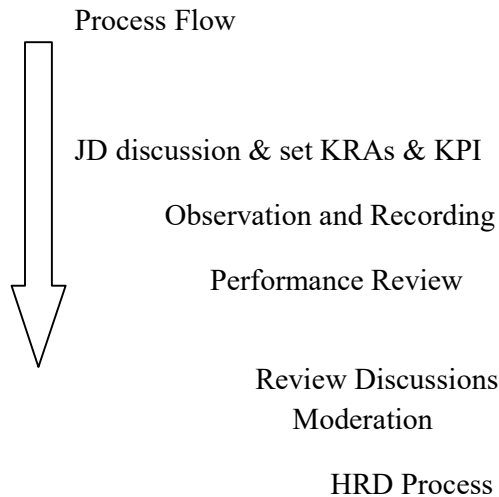 Process Flow
JD discussion & set KRAs & KPI
Observation and Recording
Performance Review
Review Discussions
Moderation
HRD Process